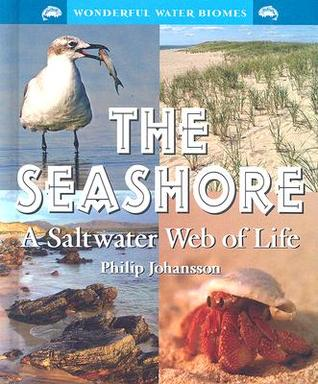 WONDERFUL WATER BIOMES
THE
SEASHORE
A Saltwater Web of Life
Philip Johansson